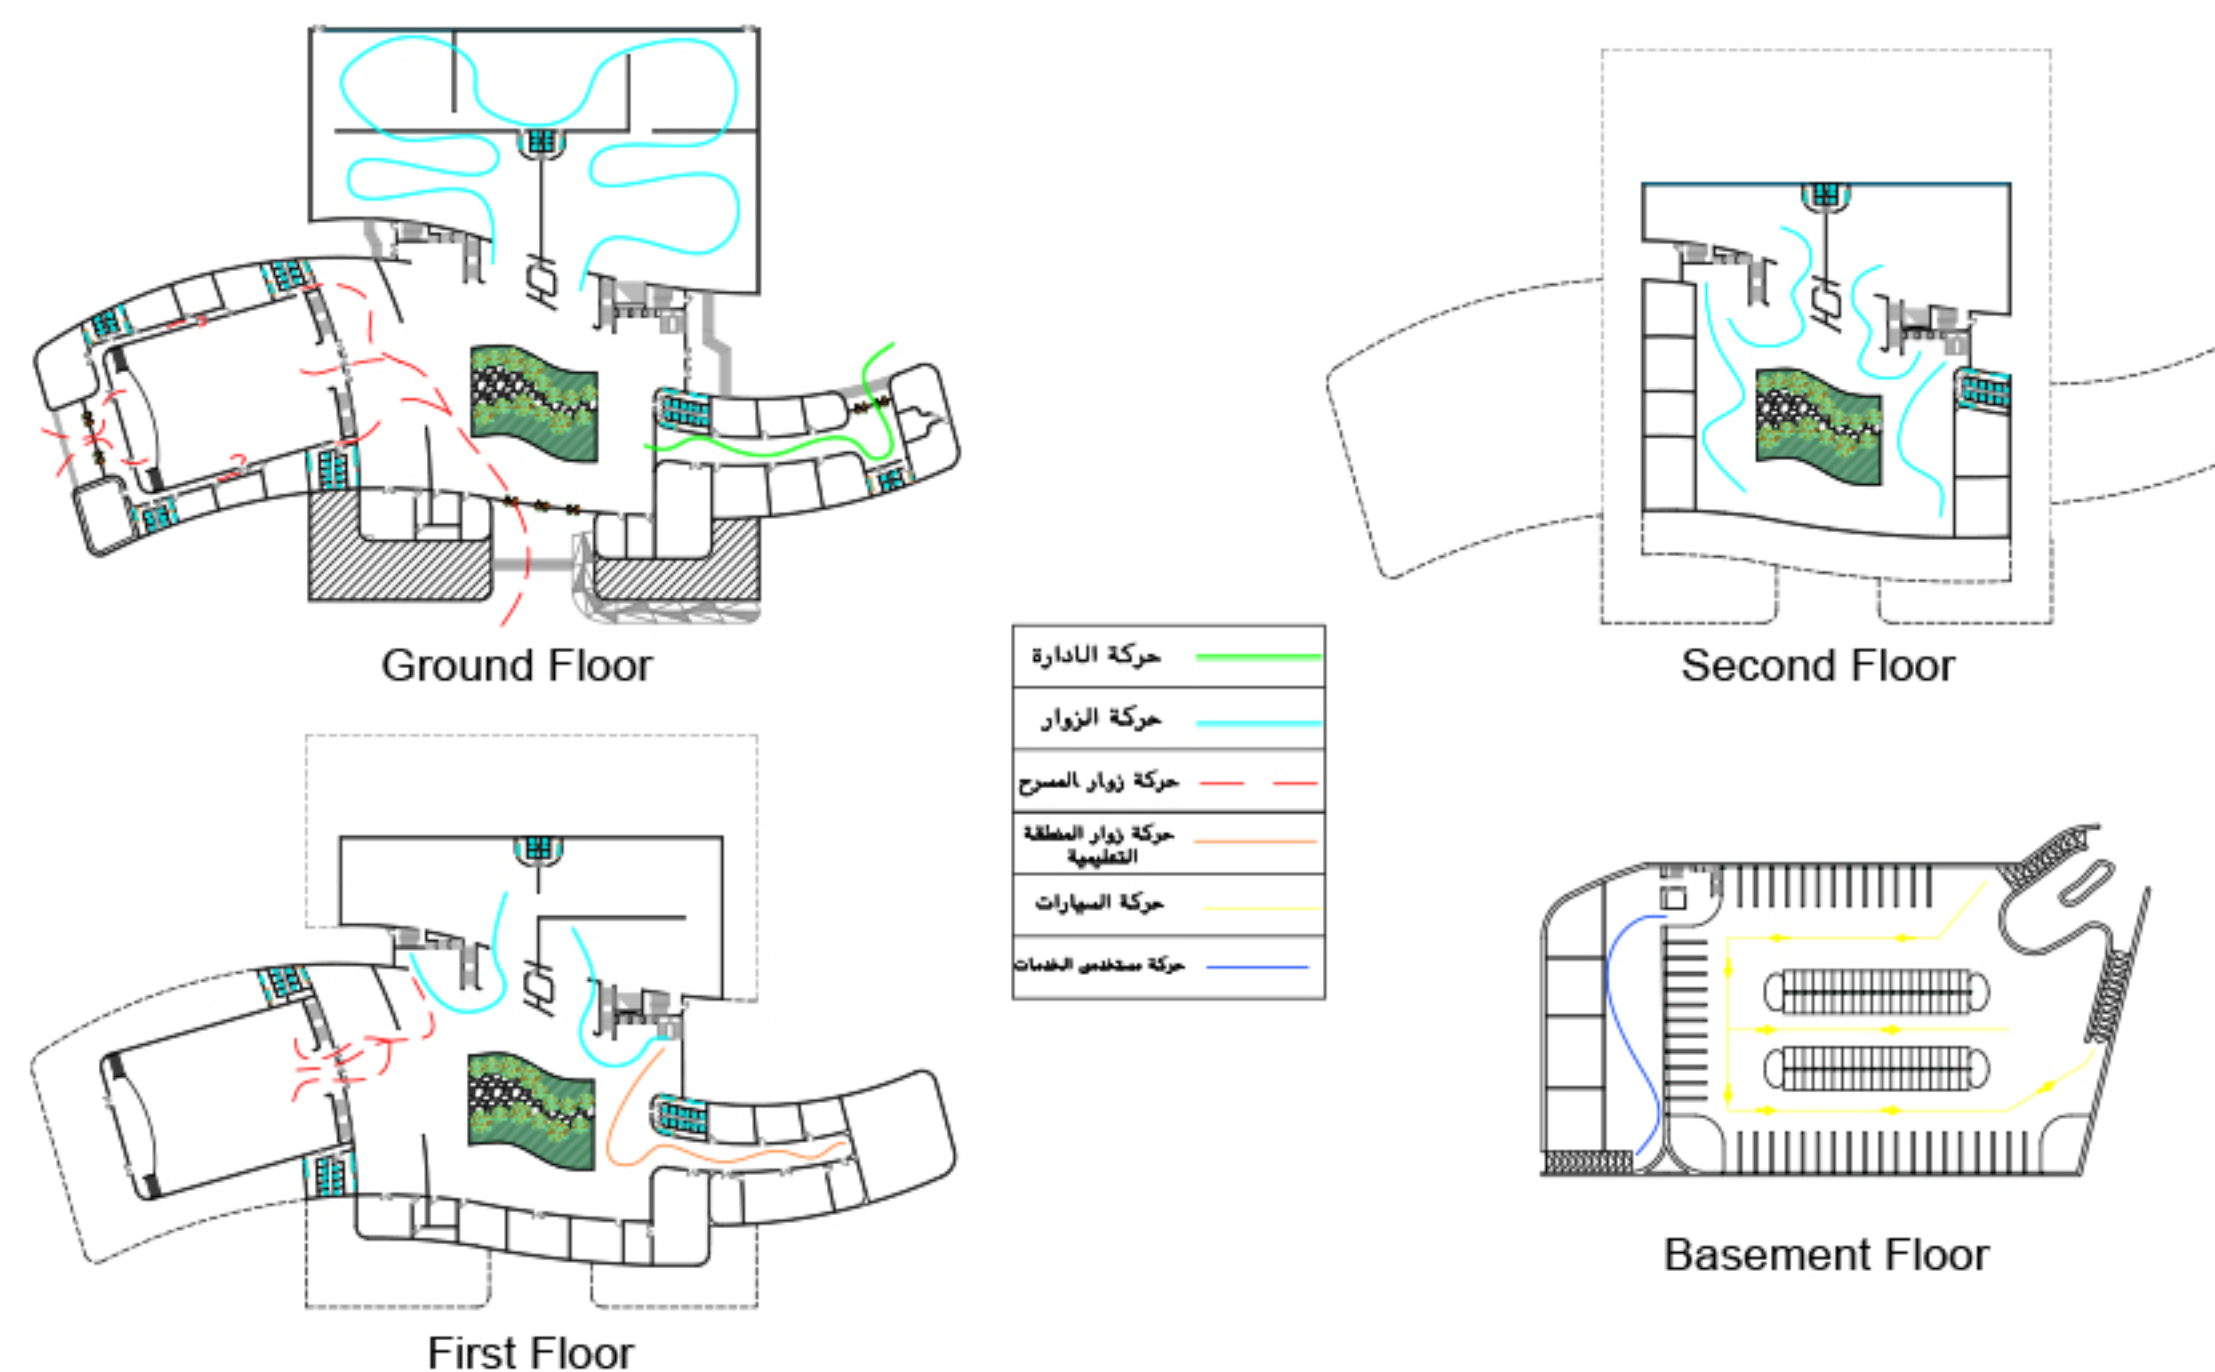 Ground Floor
Second Floor
حركة الادارة
حركة الزوار
حركة زوار المسرح
حركة زوار المنطقة
التعليمية
حركة السيارات
حركة مستخدمى الخدمات
First Floor
Basement Floor